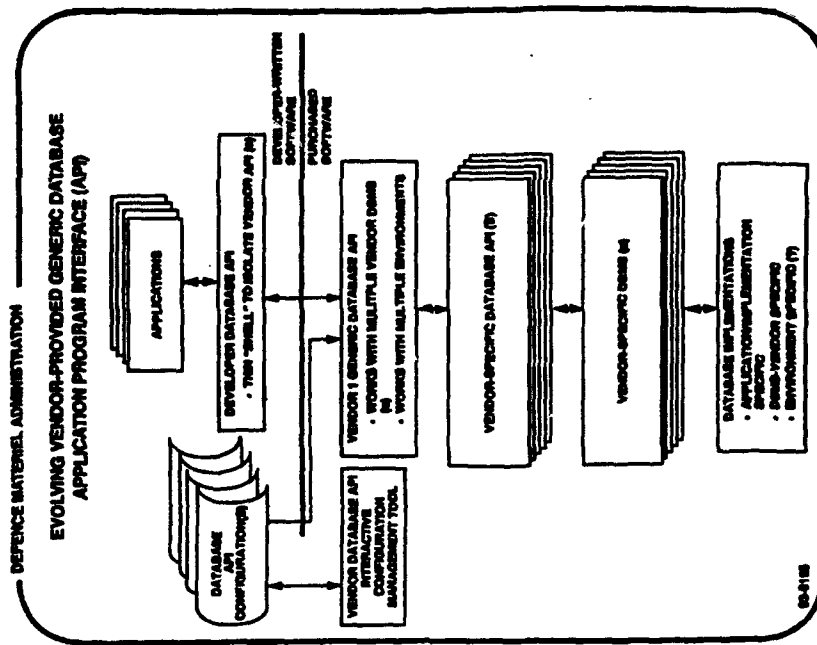 DEFENCE MATERIEL ADMINISTRATION
EVOLVING VENDOR-PROVIDED GENERIC DATABASE
APPLICATION PROGRAM INTERFACE (API)
APPLICATIONS
DATABASE
API
CONFIGURATION(S)
DEVELOPER DATABASE API
• THIN "SHELL" TO ISOLATE VENDOR API (s)
DEVELOPER-WRITTEN
SOFTWARE
PURCHASED
SOFTWARE
VENDOR DATABASE API
INTERACTIVE
CONFIGURATION
MANAGEMENT TOOL
VENDOR 1 GENERIC DATABASE API
• WORKS WITH MULITPLE VENDOR DBMS
(s)
• WORKS WITH MULTIPLE ENVIRONMENTS
VENDOR-SPECIFIC DATABASE API (S')
VENDOR-SPECIFIC DBMS (s)
DATABASE IMPLEMENTATIONS
• APPLICATION/IMPLEMENTATION
SPECIFIC
• DBMS-VENDOR SPECIFIC
• ENVIRONMENT SPECIFIC (?)